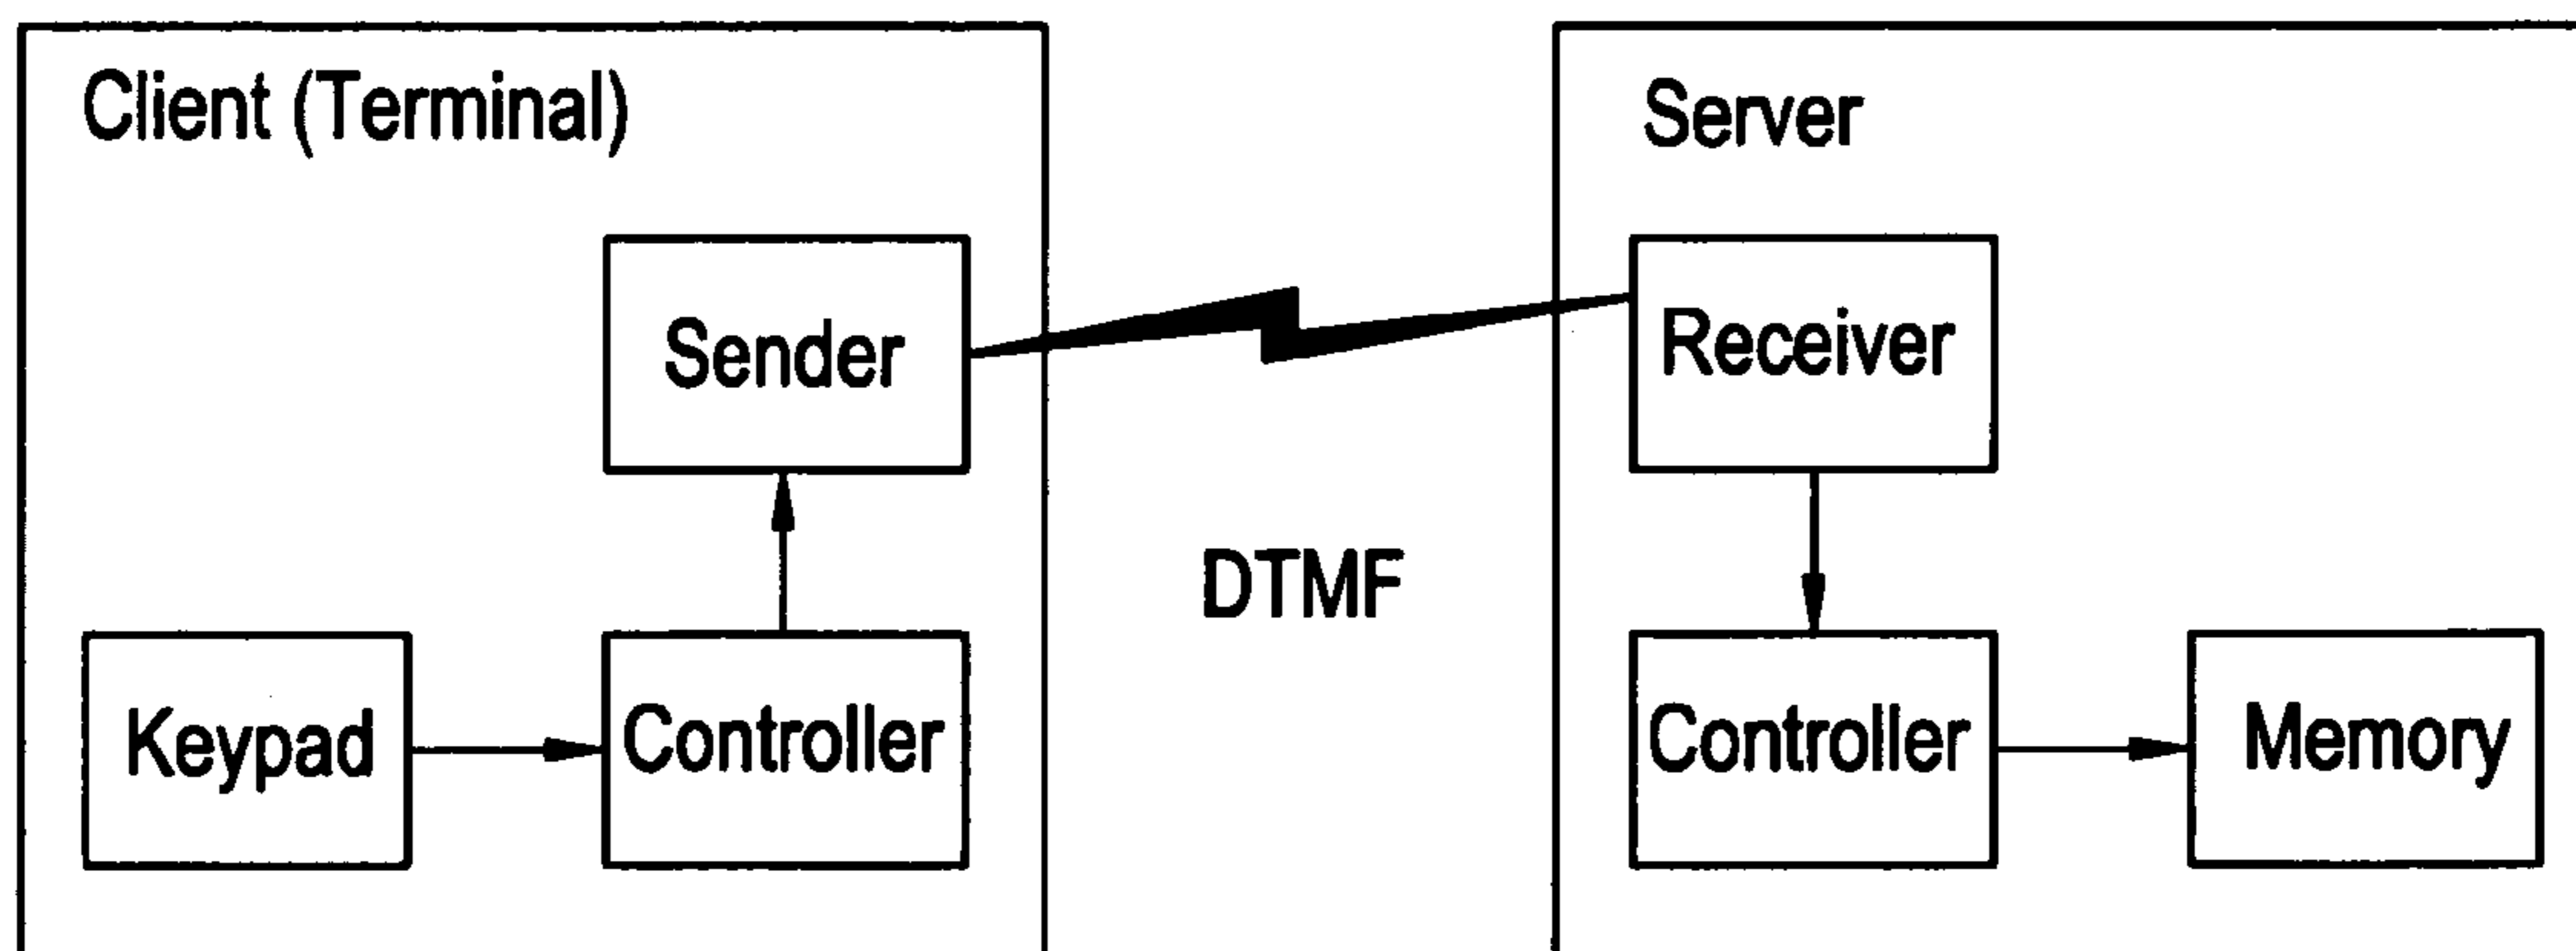 Client (Terminal)
Sender
Keypad
Controller
DTMF
Server
Receiver
Controller
Memory